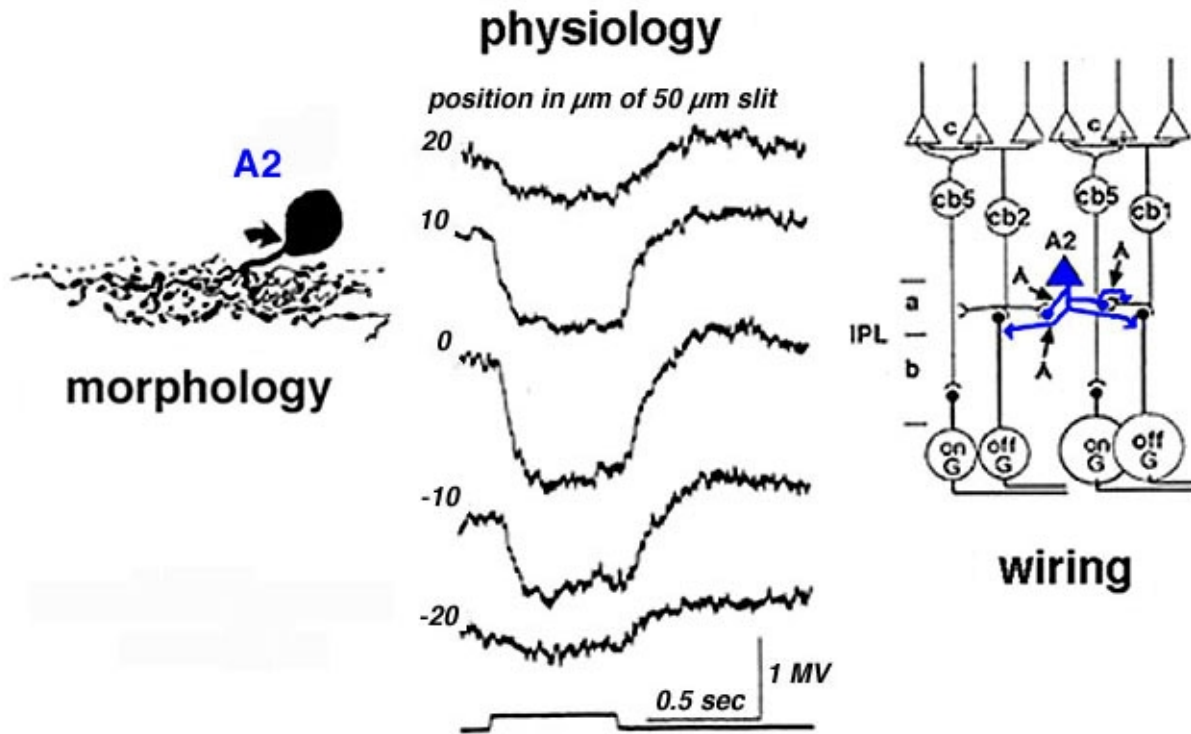 physiology
position in µm of 50 µm slit
20
10
0
-10
-20
1 MV
0.5 sec
A2
morphology
c c
cb5 cb2 cb5 cb1
A2
a
IPL
b
on G off G on G off G
wiring